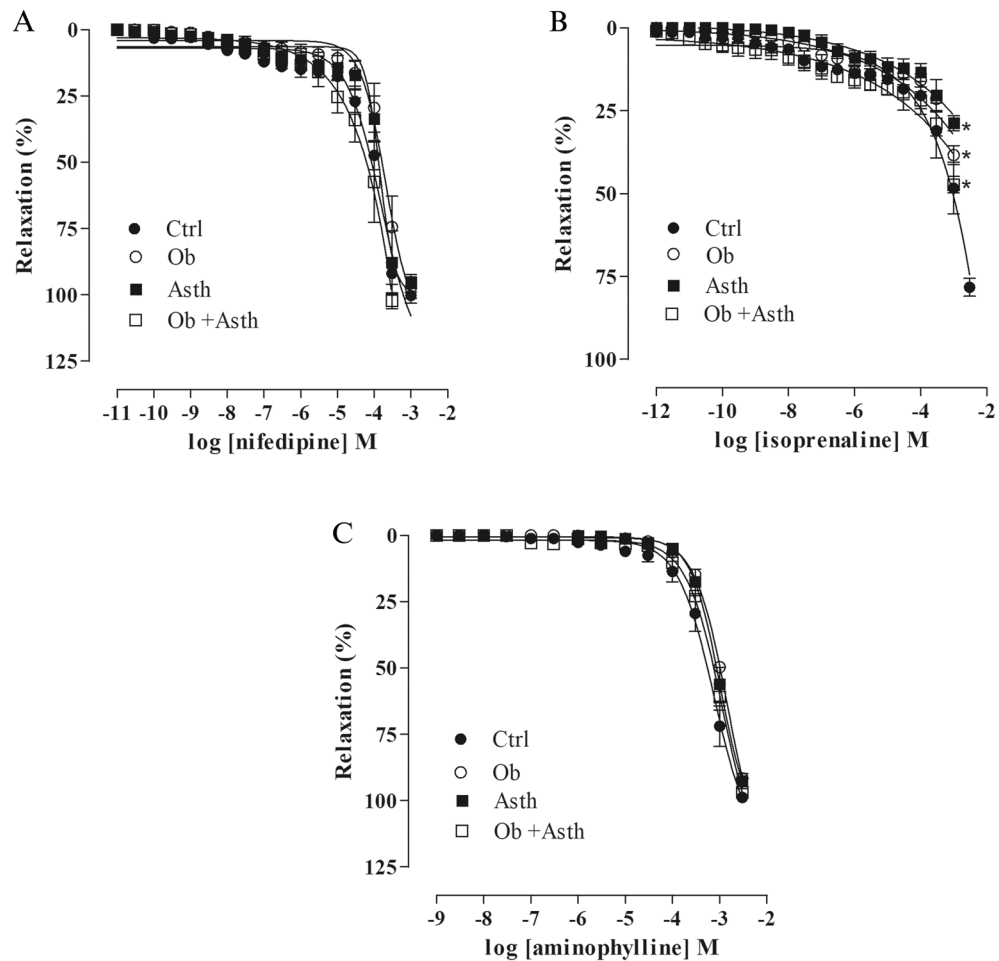 A
0
25
50
75
100
125
Relaxation (%)
Ctrl
Ob
Asth
Ob +Asth
-11 -10 -9 -8 -7 -6 -5 -4 -3 -2
log [nifedipine] M
B
0
25
50
75
100
Relaxation (%)
*
*
*
Ctrl
Ob
Asth
Ob +Asth
-12 -10 -8 -6 -4 -2
log [isoprenaline] M
C
0
25
50
75
100
125
Relaxation (%)
Ctrl
Ob
Asth
Ob +Asth
-9 -8 -7 -6 -5 -4 -3 -2
log [aminophylline] M